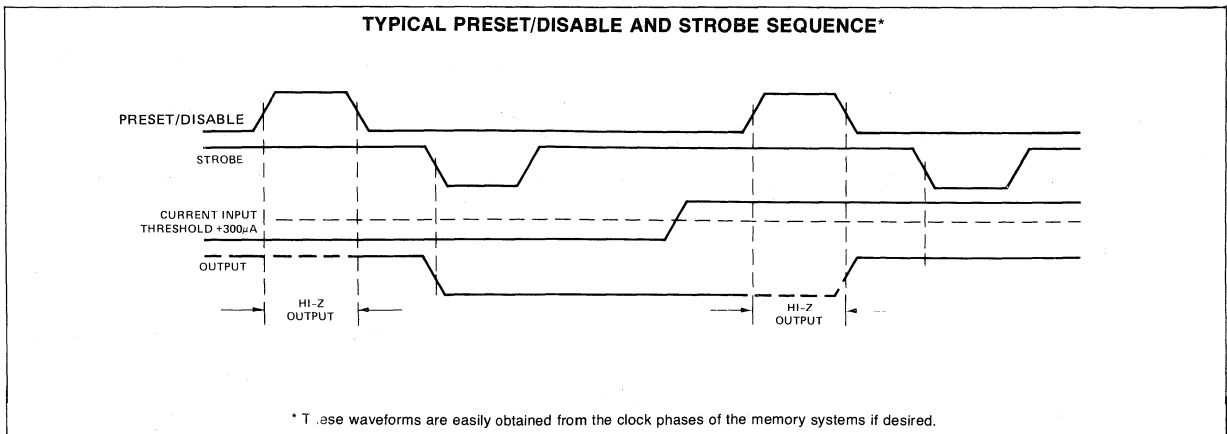 TYPICAL PRESET/DISABLE AND STROBE SEQUENCE*
PRESET/DISABLE
STROBE
CURRENT INPUT
THRESHOLD +300μA
OUTPUT
HI-Z
OUTPUT
HI-Z
OUTPUT
* T.ese waveforms are easily obtained from the clock phases of the memory systems if desired.